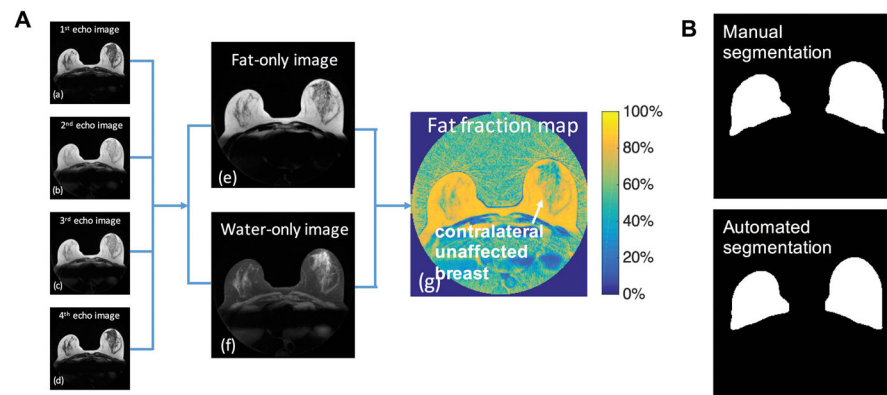 A
1st echo image
(a)
2nd echo image
(b)
3rd echo image
(c)
4th echo image
(d)
Fat-only image
(e)
Water-only image
(f)
Fat fraction map
contralateral
unaffected
breast
(g)
100%
80%
60%
40%
20%
0%
B
Manual
segmentation
Automated
segmentation